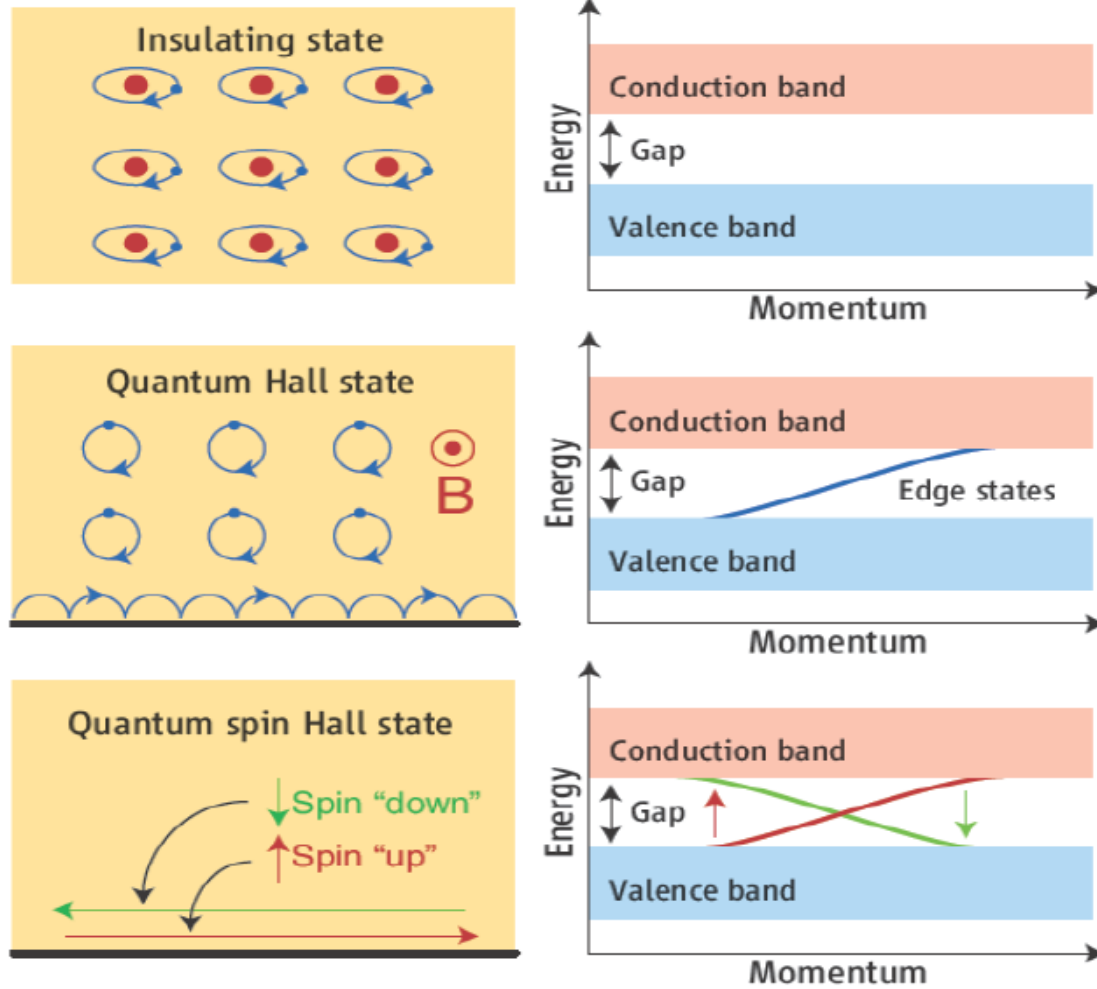 Insulating state
Conduction band
Gap
Valence band
Energy
Momentum
Quantum Hall state
B
Conduction band
Gap
Edge states
Valence band
Energy
Momentum
Quantum spin Hall state
Spin “down”
Spin “up”
Conduction band
Gap
Valence band
Energy
Momentum